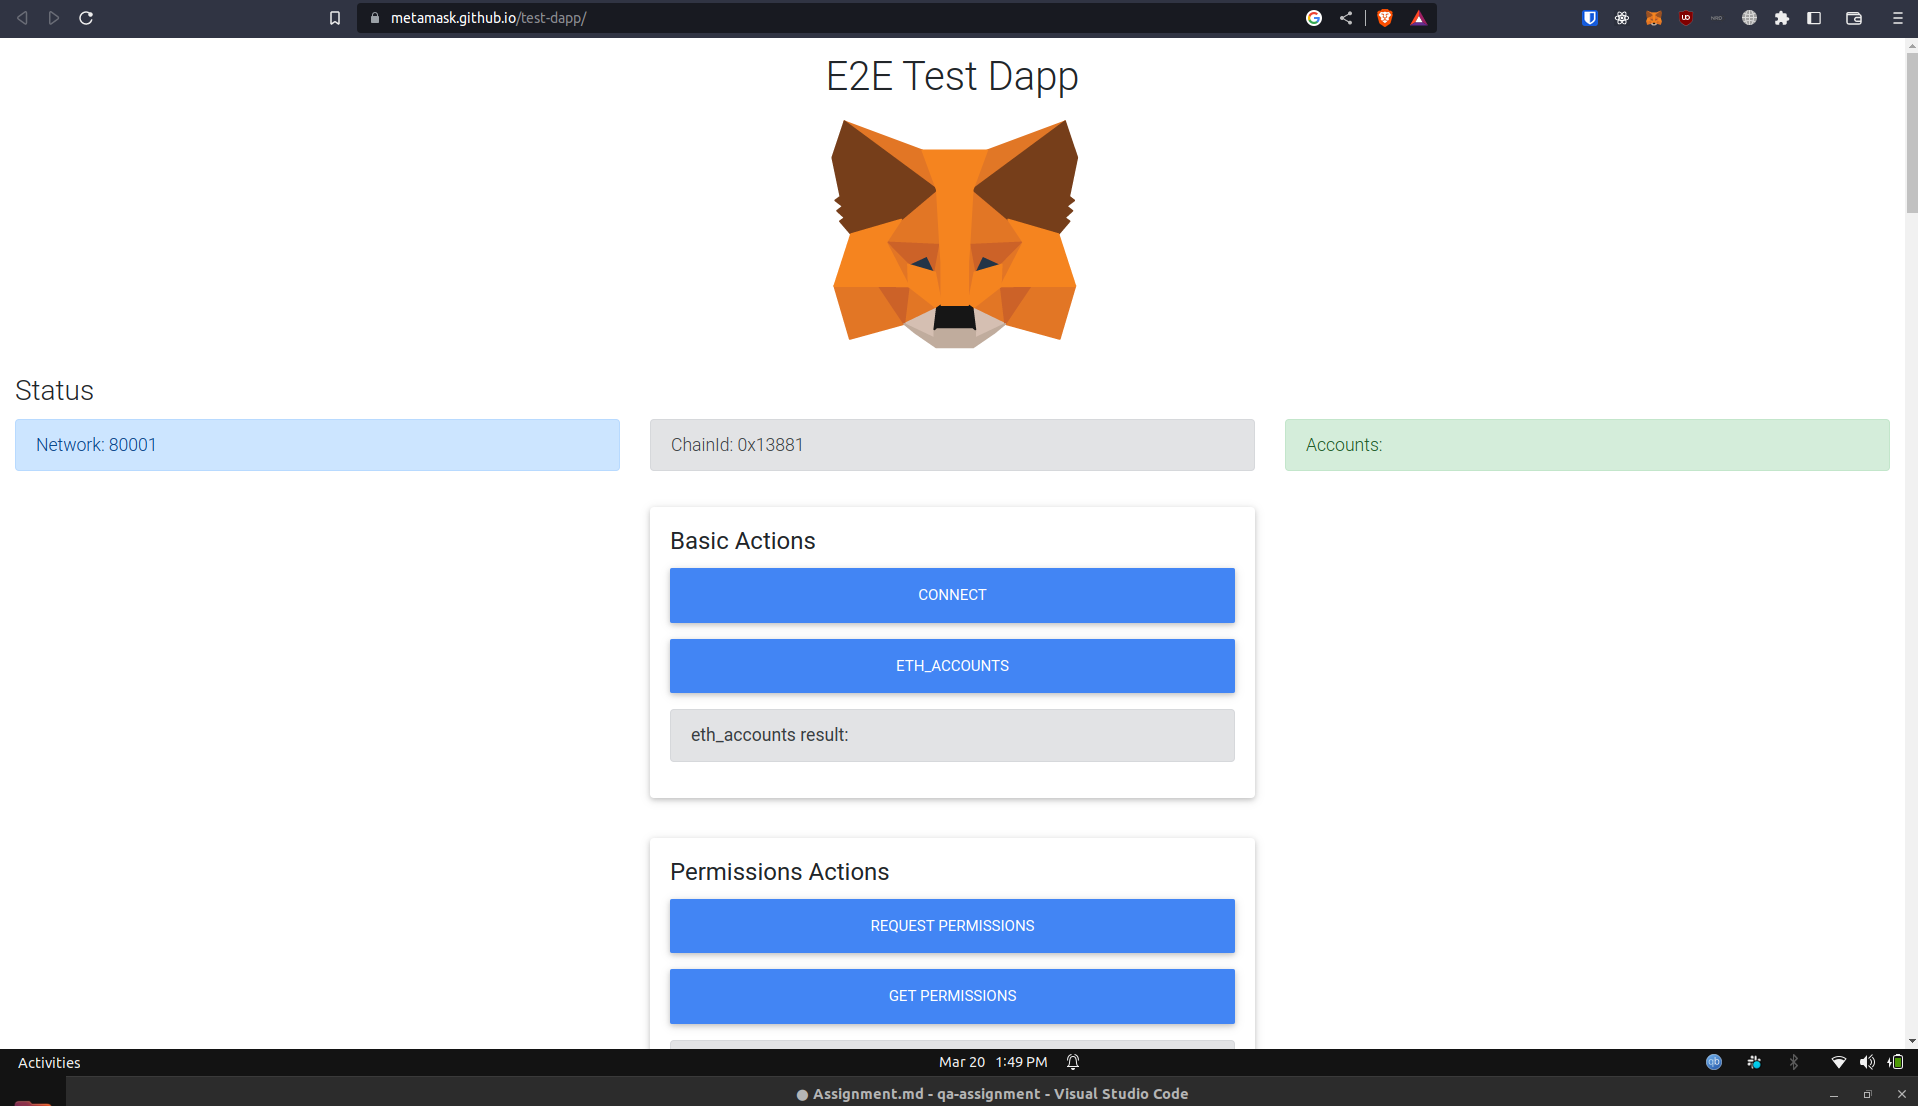 metamask.github.io/test-dapp/
E2E Test Dapp
Status
Network: 80001
ChainId: 0x13881
Accounts:
Basic Actions
CONNECT
ETH_ACCOUNTS
eth_accounts result:
Permissions Actions
REQUEST PERMISSIONS
GET PERMISSIONS
Activities
Mar 20 1:49 PM
qb
● Assignment.md - qa-assignment - Visual Studio Code